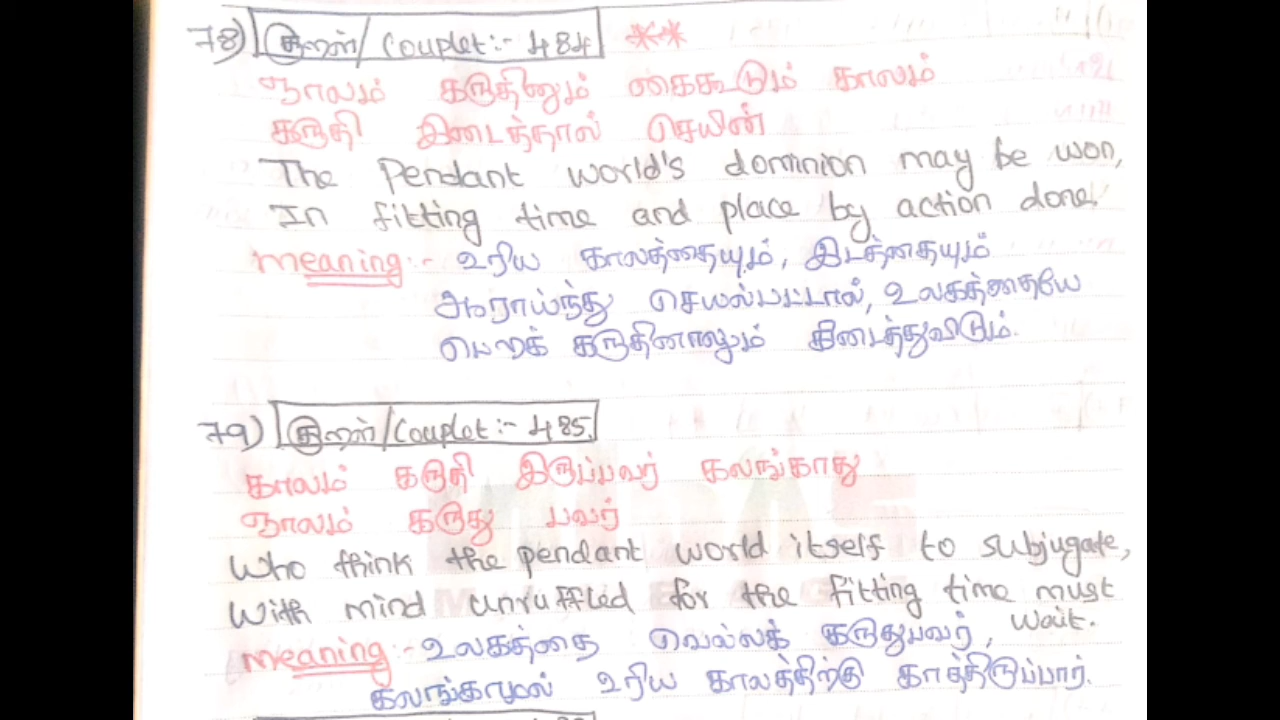 78) குறள்/Couplet:- 484 **
ஞாலம் கருதினும் கைகூடும் காலம்
கருதி இடைத்தால் செயின்
The Pendant world's dominion may be won,
In fitting time and place by action done.
meaning:- உரிய காலத்தையும், இடத்தையும்
ஆராய்ந்து செயல்பட்டால், உலகத்தையே
பெறக் கருதினாலும் கிடைத்துவிடும்.
79) குறள்/Couplet:- 485.
காலம் கருதி இருப்பவர் கலங்காது
ஞாலம் கருது பவர்
Who think the pendant world itself to subjugate,
With mind unruffled for the fitting time must
wait.
meaning:- உலகத்தை வெல்லக் கருதுபவர்,
கலங்காமல் உரிய காலத்திற்கு காத்திருப்பார்.